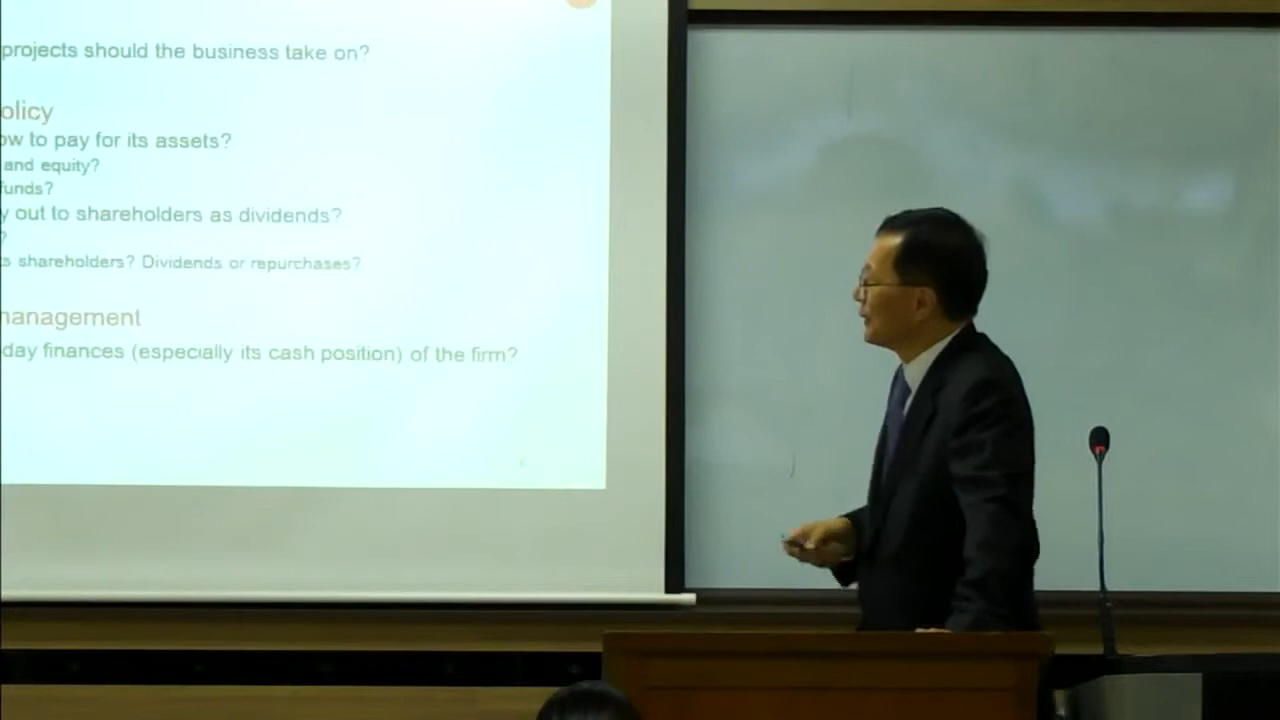 projects should the business take on?
olicy
ow to pay for its assets?
and equity?
funds?
y out to shareholders as dividends?
?
s shareholders? Dividends or repurchases?
management
day finances (especially its cash position) of the firm?